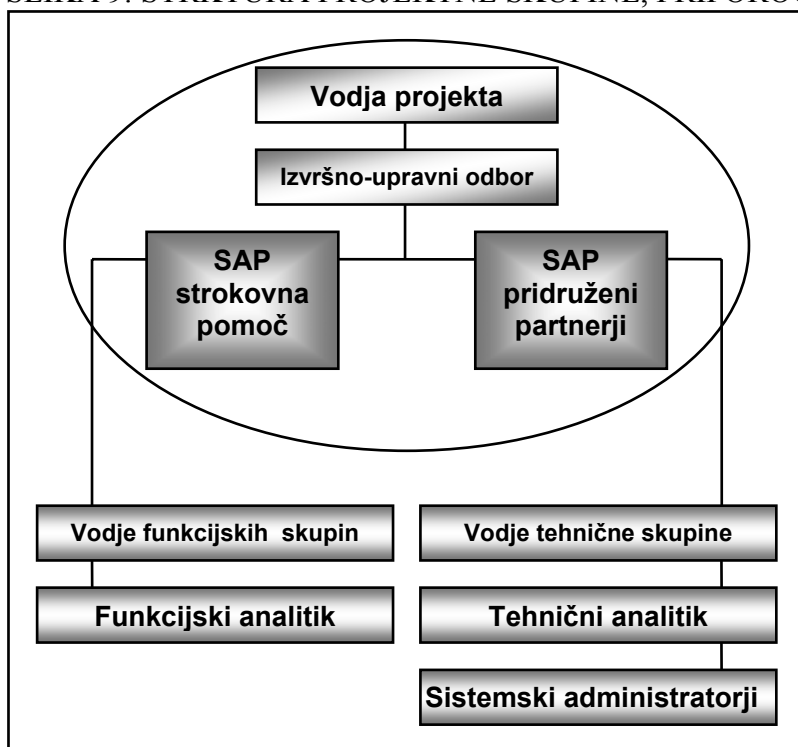 Vodja projekta
Izvršno-upravni odbor
SAP
strokovna
pomoč
SAP
pridruženi
partnerji
Vodje funkcijskih skupin
Vodje tehnične skupine
Funkcijski analitik
Tehnični analitik
Sistemski administratorji